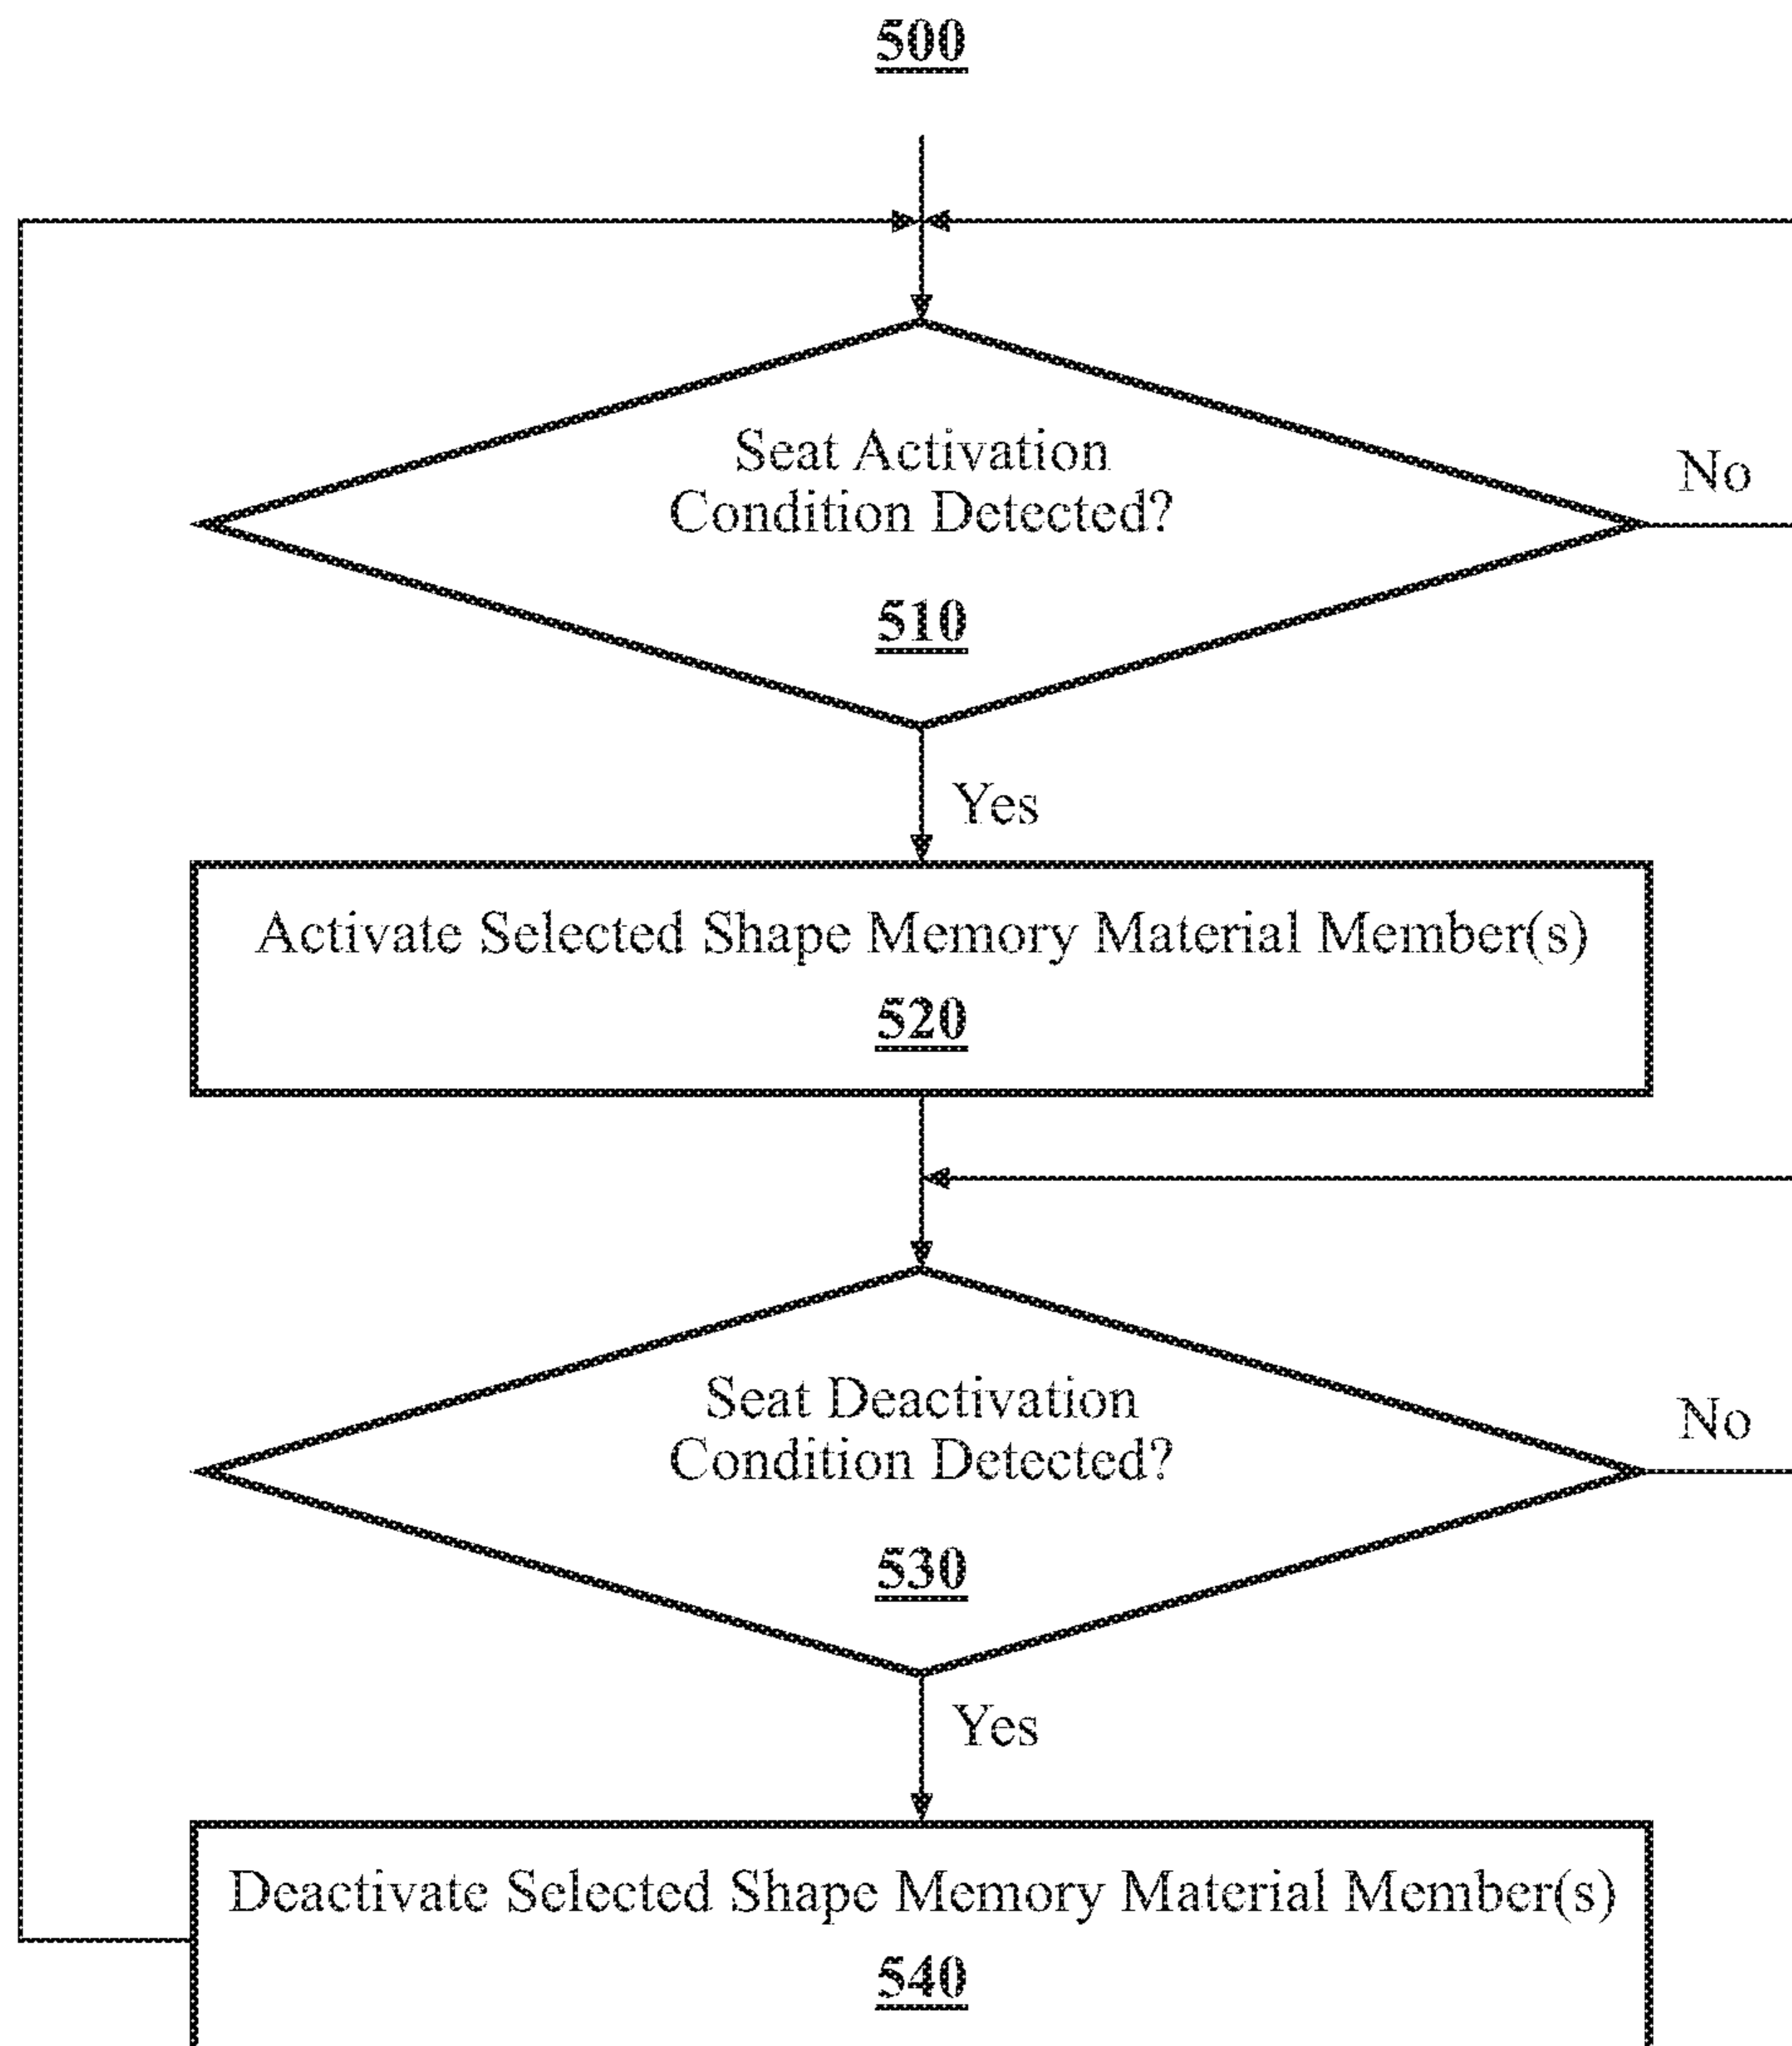 500
Seat Activation
Condition Detected?
No
510
Yes
Activate Selected Shape Memory Material Member(s)
520
Seat Deactivation
Condition Detected?
No
530
Yes
Deactivate Selected Shape Memory Material Member(s)
540